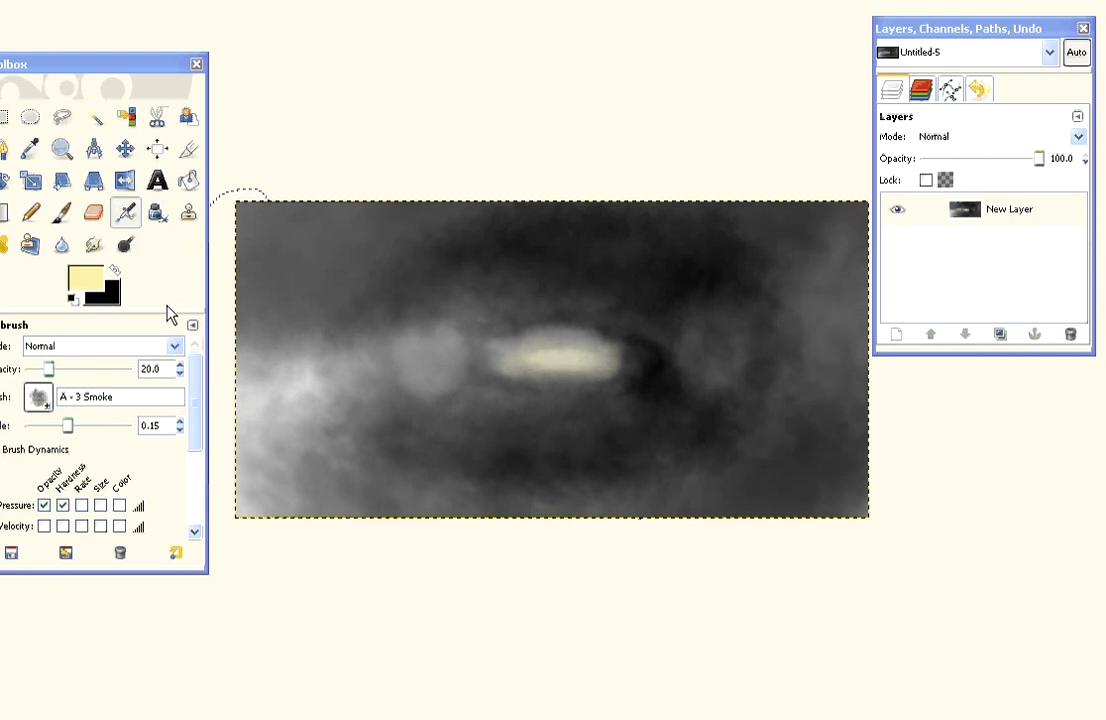 olbox
brush
de:
Normal
acity:
20.0
sh:
A - 3 Smoke
le:
0.15
Brush Dynamics
Opacity
Hardness
Rate
Size
Color
Pressure:
Velocity:
Layers, Channels, Paths, Undo
Untitled-5
Auto
Layers
Mode: Normal
Opacity: 100.0
Lock:
New Layer